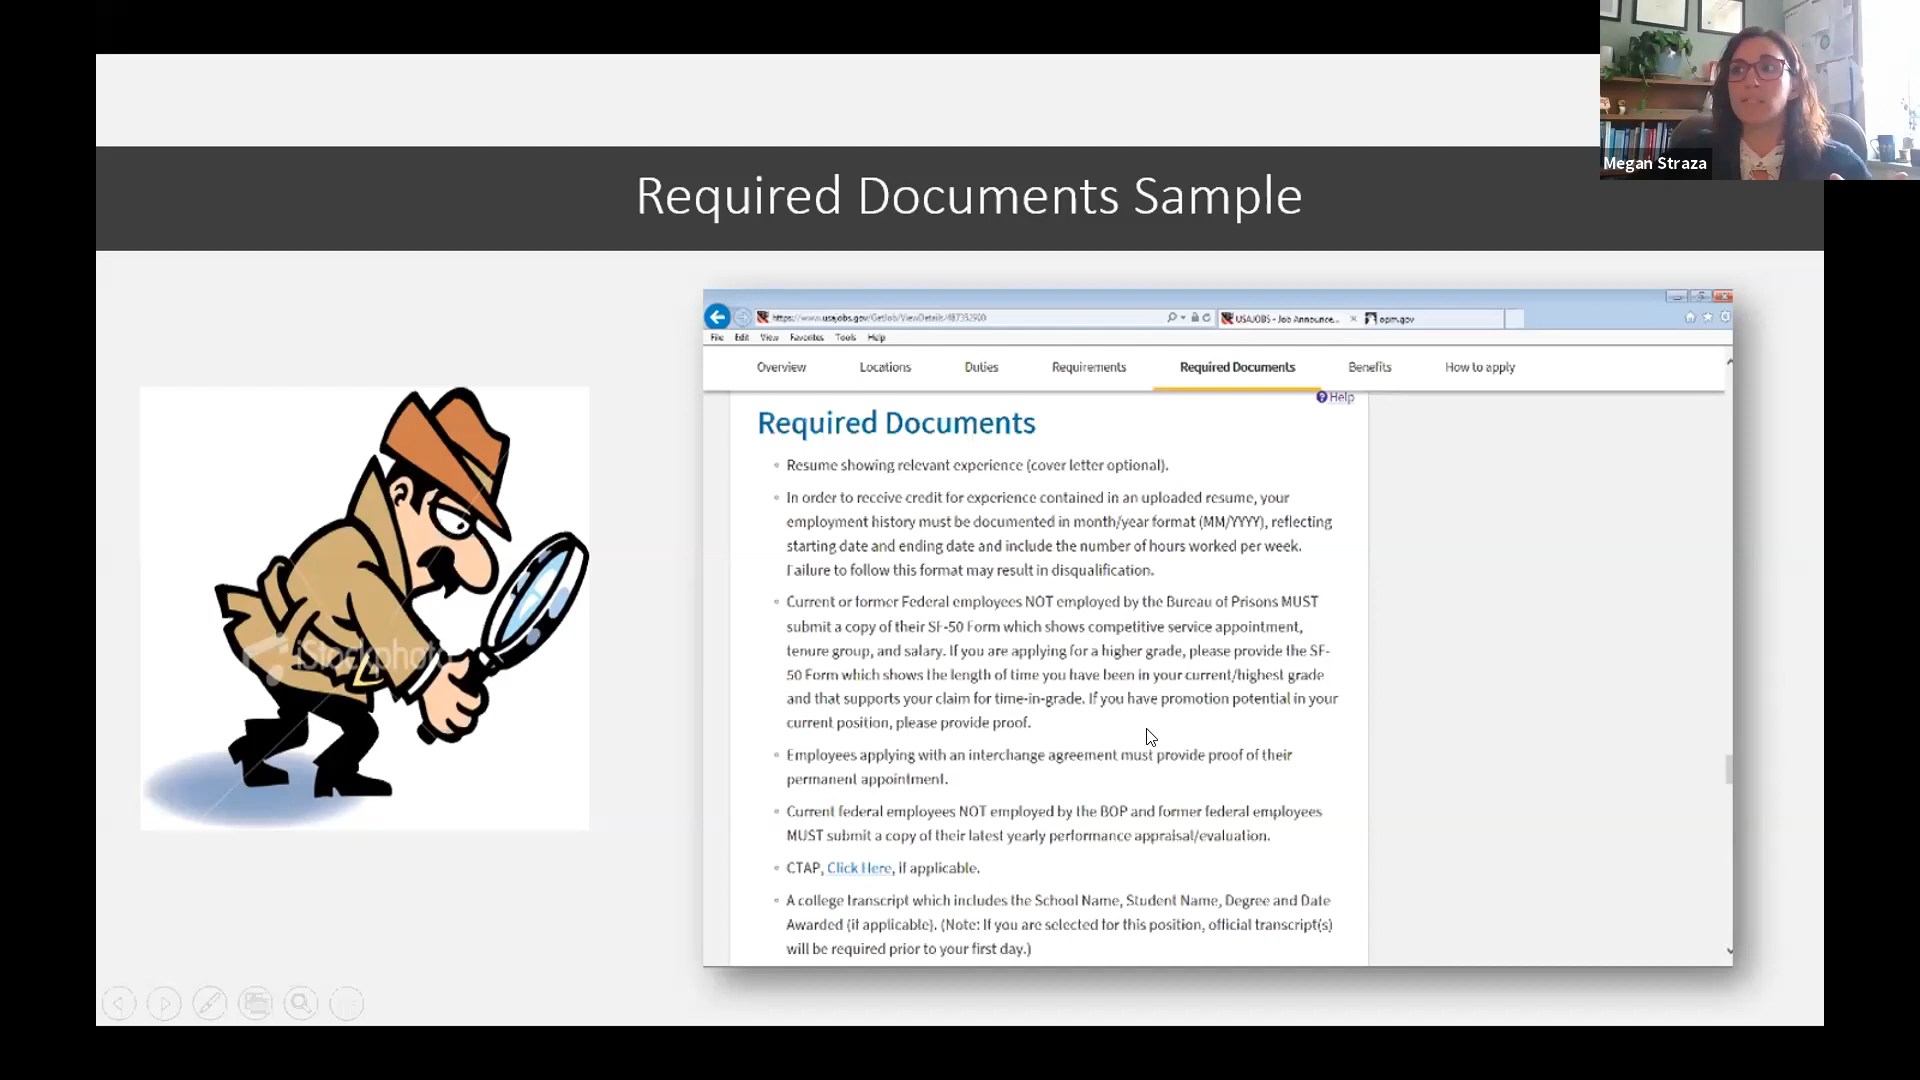 Megan Straza
Required Documents Sample
https://www.usajobs.gov/GetJob/ViewDetails/487332900
USAJOBS - Job Announce...
opm.gov
File Edit View Favorites Tools Help
Overview Locations Duties Requirements Required Documents Benefits How to apply
Help
Required Documents
Resume showing relevant experience (cover letter optional).
In order to receive credit for experience contained in an uploaded resume, your
employment history must be documented in month/year format (MM/YYYY), reflecting
starting date and ending date and include the number of hours worked per week.
Failure to follow this format may result in disqualification.
Current or former Federal employees NOT employed by the Bureau of Prisons MUST
submit a copy of their SF-50 Form which shows competitive service appointment,
tenure group, and salary. If you are applying for a higher grade, please provide the SF-
50 Form which shows the length of time you have been in your current/highest grade
and that supports your claim for time-in-grade. If you have promotion potential in your
current position, please provide proof.
Employees applying with an interchange agreement must provide proof of their
permanent appointment.
Current federal employees NOT employed by the BOP and former federal employees
MUST submit a copy of their latest yearly performance appraisal/evaluation.
CTAP, Click Here, if applicable.
A college transcript which includes the School Name, Student Name, Degree and Date
Awarded (if applicable). (Note: If you are selected for this position, official transcript(s)
will be required prior to your first day.)
iStockphoto